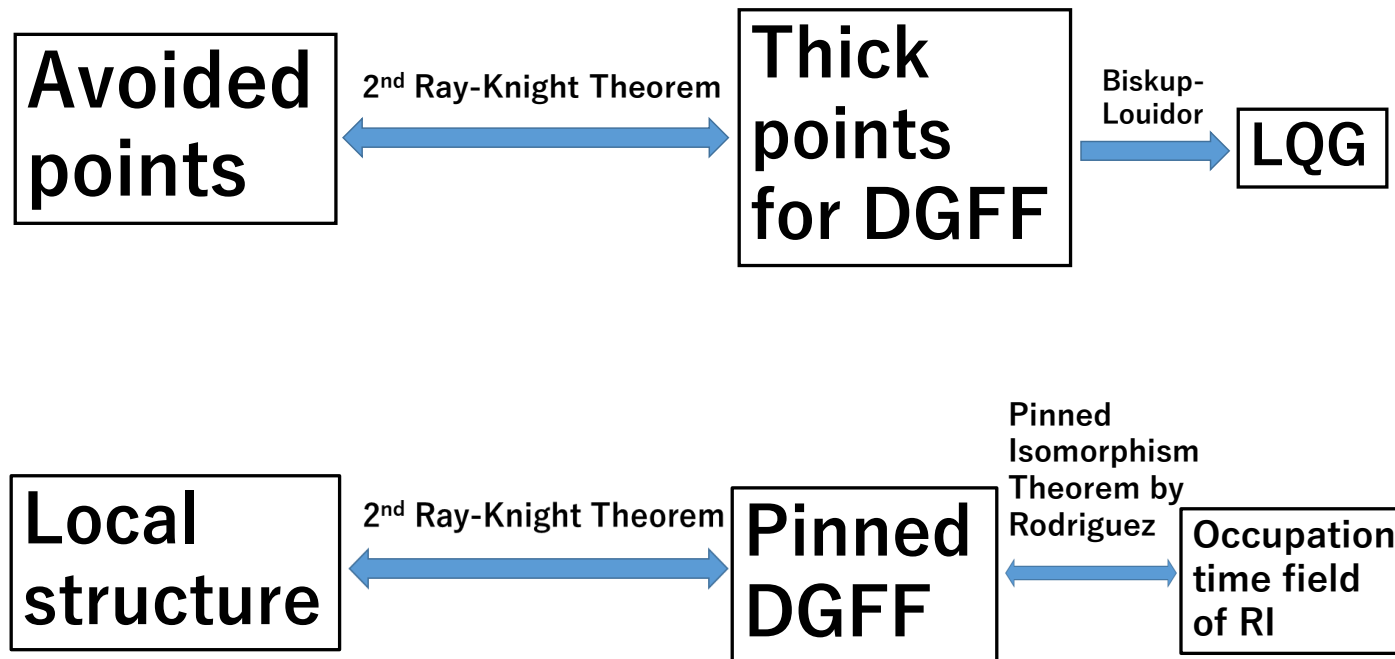 Avoided
points
2nd Ray-Knight Theorem
Thick
points
for DGFF
Biskup-
Louidor
LQG
Local
structure
2nd Ray-Knight Theorem
Pinned
DGFF
Pinned
Isomorphism
Theorem by
Rodriguez
Occupation
time field
of RI